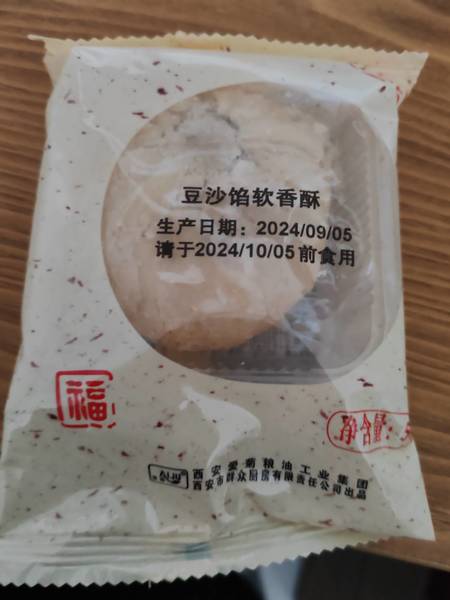 豆沙馅软香酥
生产日期：2024/09/05
请于2024/10/05前食用
福
净含量：
西安爱菊粮油工业集团
西安市群众厨房有限责任公司出品